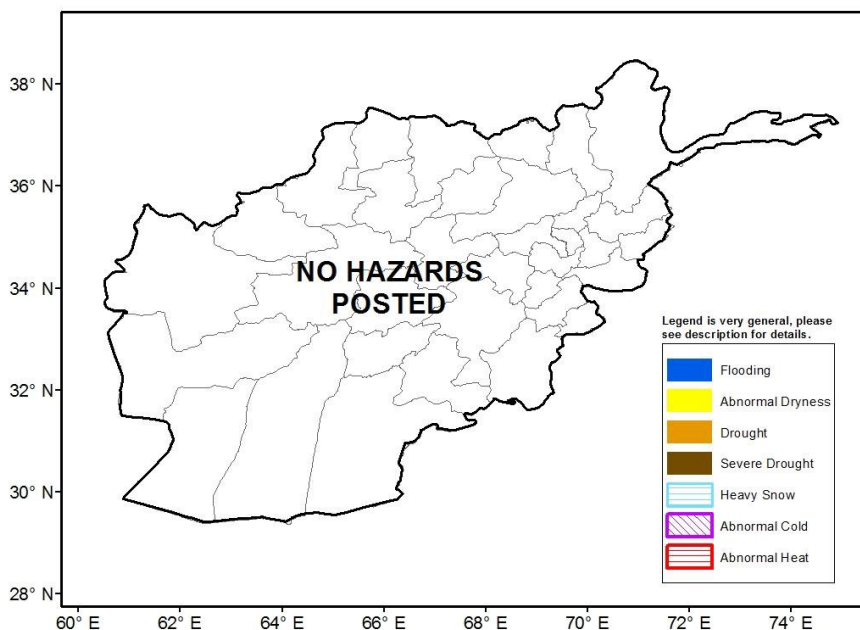 38° N
36° N
34° N
32° N
30° N
28° N
NO HAZARDS
POSTED
Legend is very general, please
see description for details.
Flooding
Abnormal Dryness
Drought
Severe Drought
Heavy Snow
Abnormal Cold
Abnormal Heat
60° E 62° E 64° E 66° E 68° E 70° E 72° E 74° E